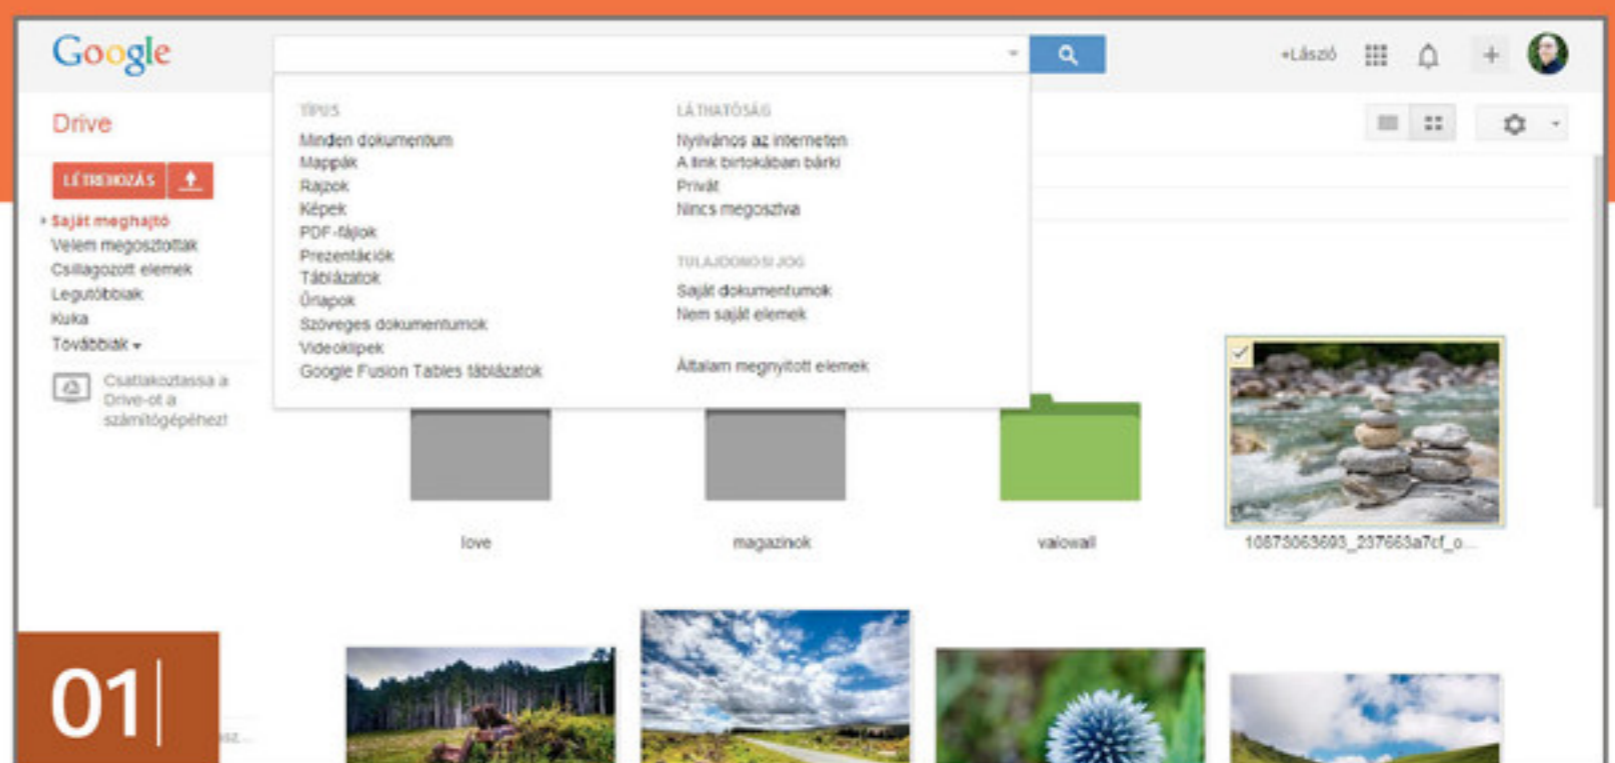 Google
+László
Drive
LÉTREHOZÁS
Saját meghajtó
Velem megosztottak
Csillagozott elemek
Legutóbbiak
Kuka
Továbbiak
Csatlakoztassa a
Drive-ot a
számítógépéhez!
TÍPUS
Minden dokumentum
Mappák
Rajzok
Képek
PDF-fájlok
Prezentációk
Táblázatok
Űrlapok
Szöveges dokumentumok
Videoklipek
Google Fusion Tables táblázatok
LÁTHATÓSÁG
Nyilvános az interneten
A link birtokában bárki
Privát
Nincs megosztva
TULAJDONOSI JOG
Saját dokumentumok
Nem saját elemek
Általam megnyitott elemek
love
magazinok
vaiowall
10873063693_237663a7cf_o...
01